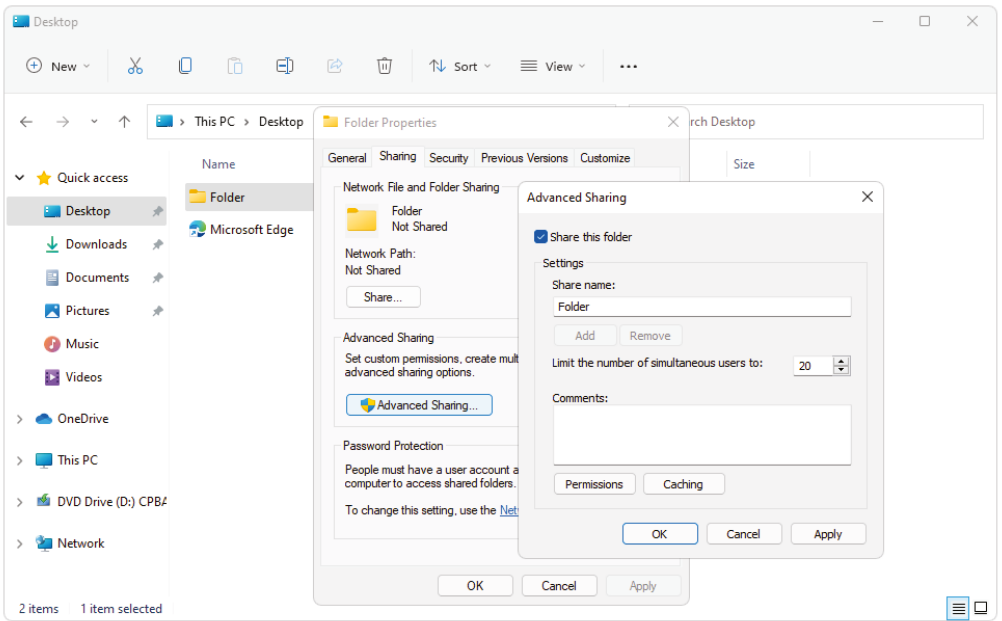 Desktop
New
Sort
View
This PC > Desktop
rch Desktop
Quick access
Desktop
Downloads
Documents
Pictures
Music
Videos
OneDrive
This PC
DVD Drive (D:) CPBA
Network
Name
Size
Folder
Microsoft Edge
Folder Properties
General
Sharing
Security
Previous Versions
Customize
Network File and Folder Sharing
Folder
Not Shared
Network Path:
Not Shared
Share...
Advanced Sharing
Set custom permissions, create mult
advanced sharing options.
Advanced Sharing...
Password Protection
People must have a user account a
computer to access shared folders.
To change this setting, use the Net
OK
Cancel
Apply
Advanced Sharing
Share this folder
Settings
Share name:
Folder
Add
Remove
Limit the number of simultaneous users to:
20
Comments:
Permissions
Caching
OK
Cancel
Apply
2 items
1 item selected